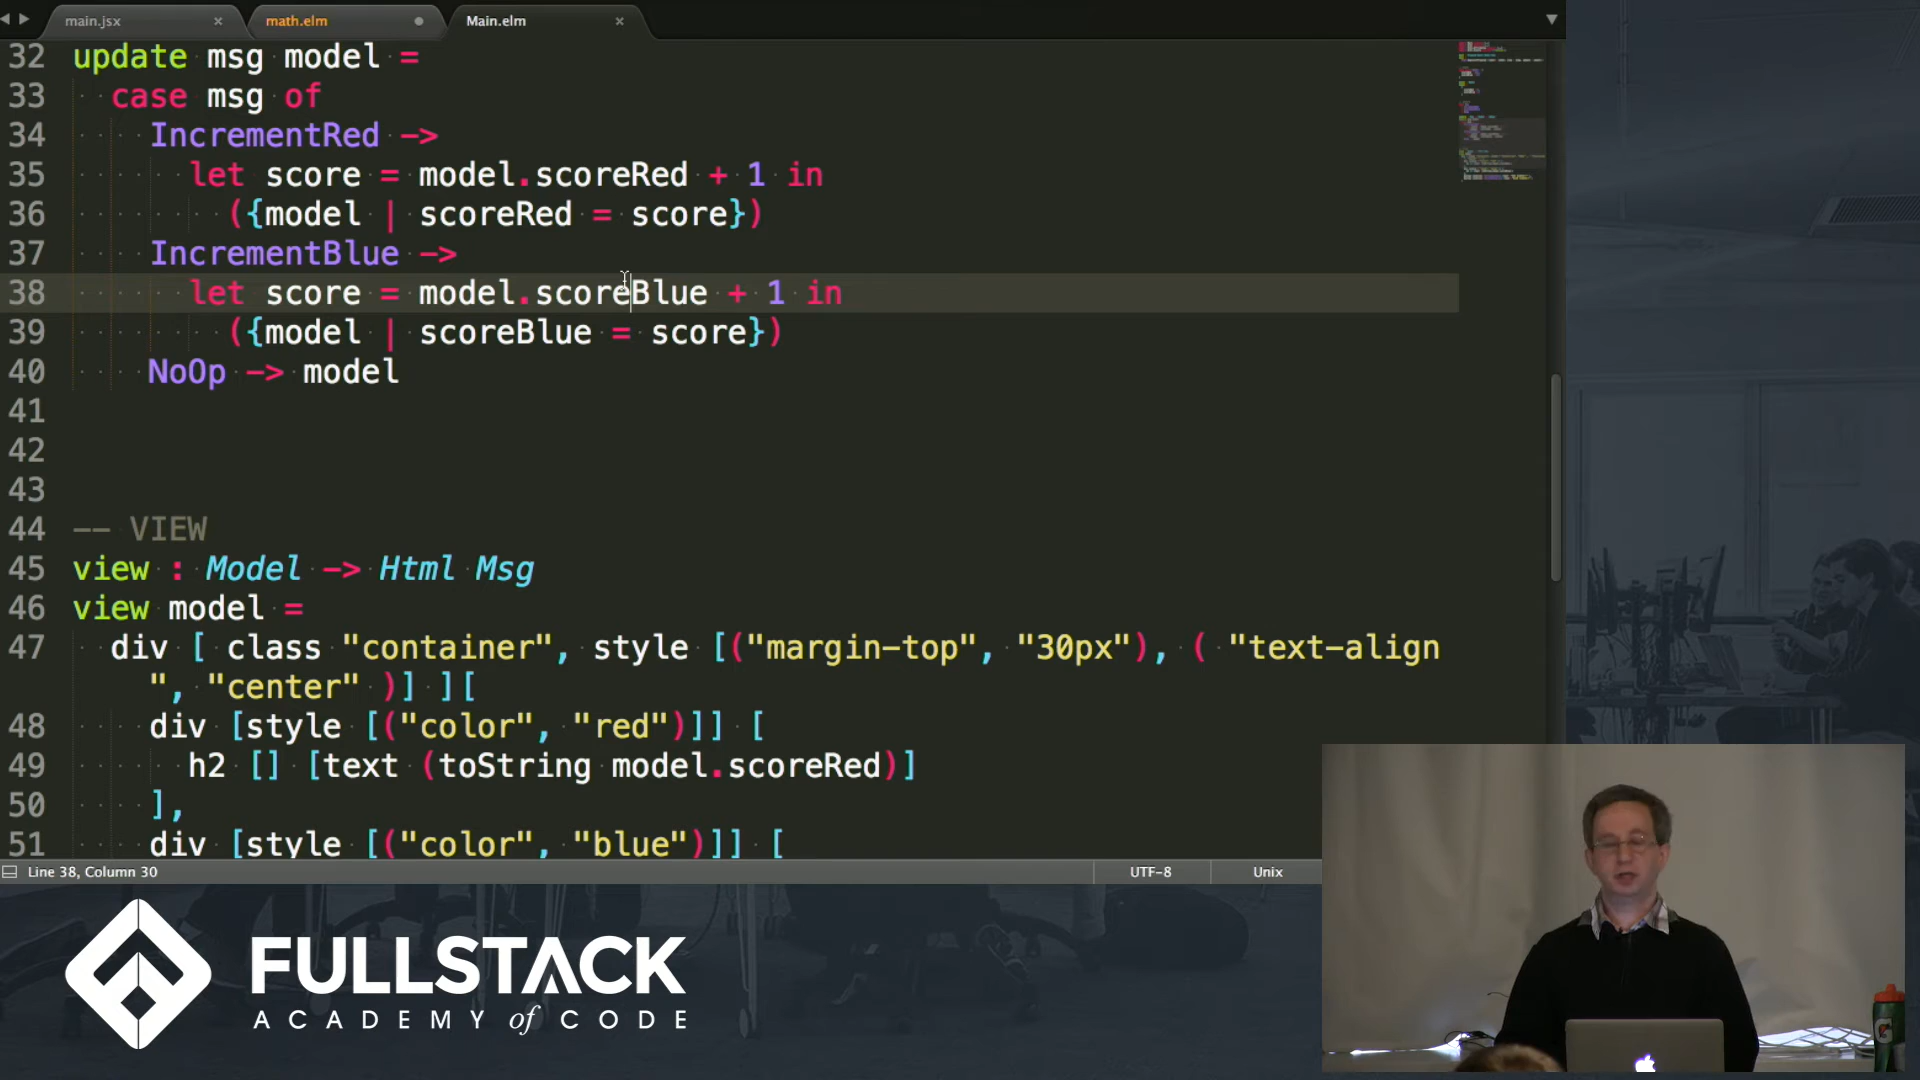 main.jsx × math.elm Main.elm ×
32 update msg model =
33 case msg of
34 IncrementRed ->
35 let score = model.scoreRed + 1 in
36 ({model | scoreRed = score})
37 IncrementBlue ->
38 let score = model.scoreBlue + 1 in
39 ({model | scoreBlue = score})
40 NoOp -> model
41
42
43
44 -- VIEW
45 view : Model -> Html Msg
46 view model =
47 div [ class "container", style [("margin-top", "30px"), ( "text-align
", "center" )] ][
48 div [style [("color", "red")]] [
49 h2 [] [text (toString model.scoreRed)]
50 ],
51 div [style [("color", "blue")]] [
Line 38, Column 30 UTF-8 Unix
FULLSTACK
ACADEMY of CODE
G